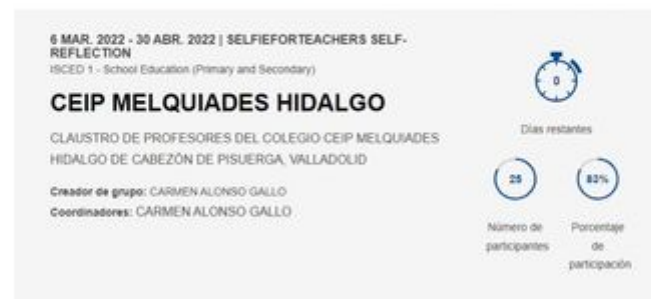 6 MAR. 2022 - 30 ABR. 2022 | SELFIEFORTEACHERS SELF-
REFLECTION
ISCED 1 - School Education (Primary and Secondary)
CEIP MELQUIADES HIDALGO
CLAUSTRO DE PROFESORES DEL COLEGIO CEIP MELQUIADES
HIDALGO DE CABEZÓN DE PISUERGA, VALLADOLID
Creador de grupo: CARMEN ALONSO GALLO
Coordinadores: CARMEN ALONSO GALLO
0
Días restantes
25
83%
Número de
participantes
Porcentaje
de
participación